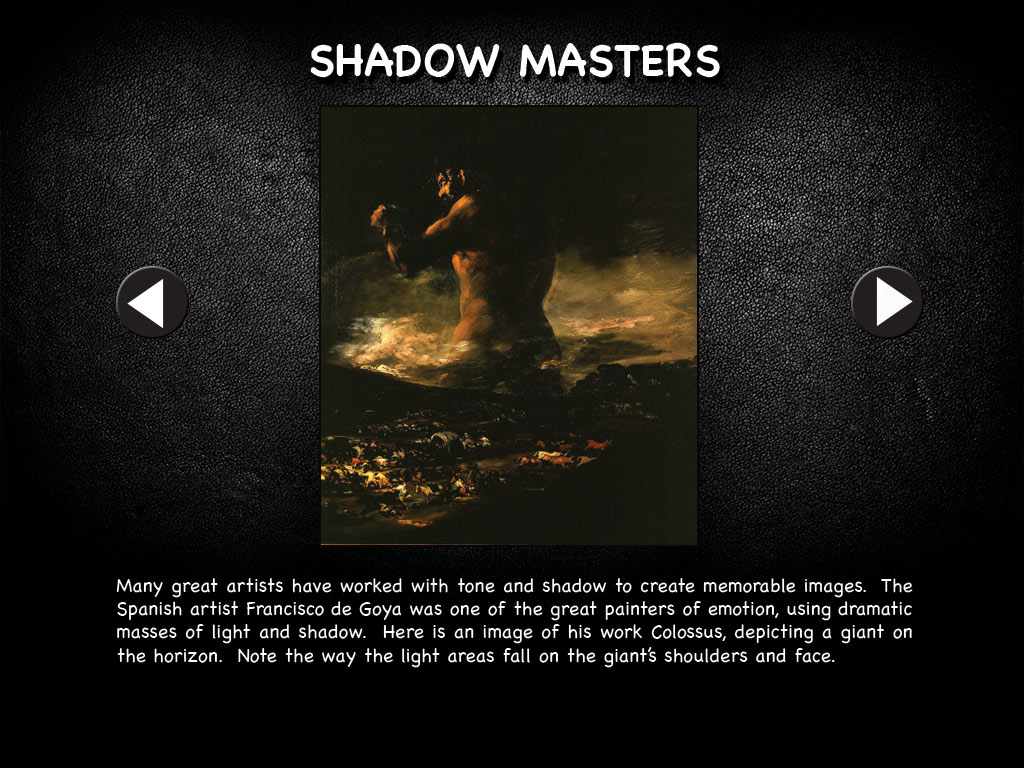 SHADOW MASTERS
Many great artists have worked with tone and shadow to create memorable images.  The
Spanish artist Francisco de Goya was one of the great painters of emotion, using dramatic
masses of light and shadow.  Here is an image of his work Colossus, depicting a giant on
the horizon.  Note the way the light areas fall on the giant's shoulders and face.